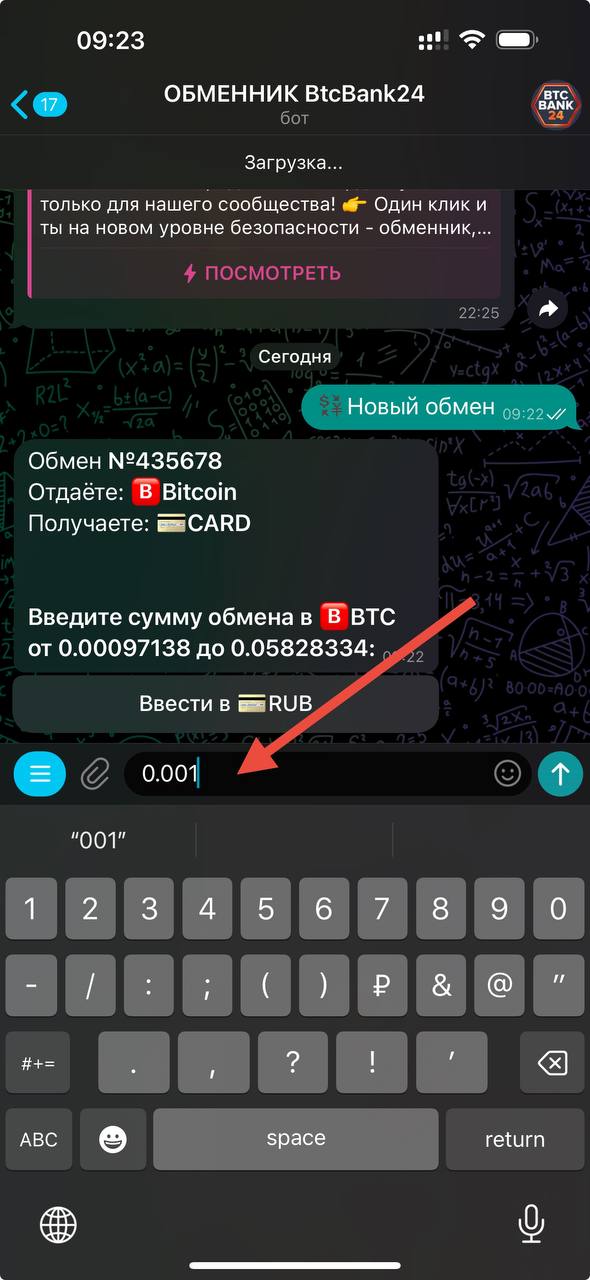 09:23
17
ОБМЕННИК BtcBank24
бот
BTC
BANK
24
Загрузка...
только для нашего сообщества! 👉 Один клик и
ты на новом уровне безопасности - обменник,...
ПОСМОТРЕТЬ
22:25
Сегодня
Новый обмен 09:22
Обмен №435678
Отдаёте: B Bitcoin
Получаете: 💳CARD
Введите сумму обмена в B BTC
от 0.00097138 до 0.05828334:
Ввести в 💳RUB
0.001
“001”
1 2 3 4 5 6 7 8 9 0
- / : ; ( ) ₽ & @ "
#+= . , ? ! ’
ABC space return